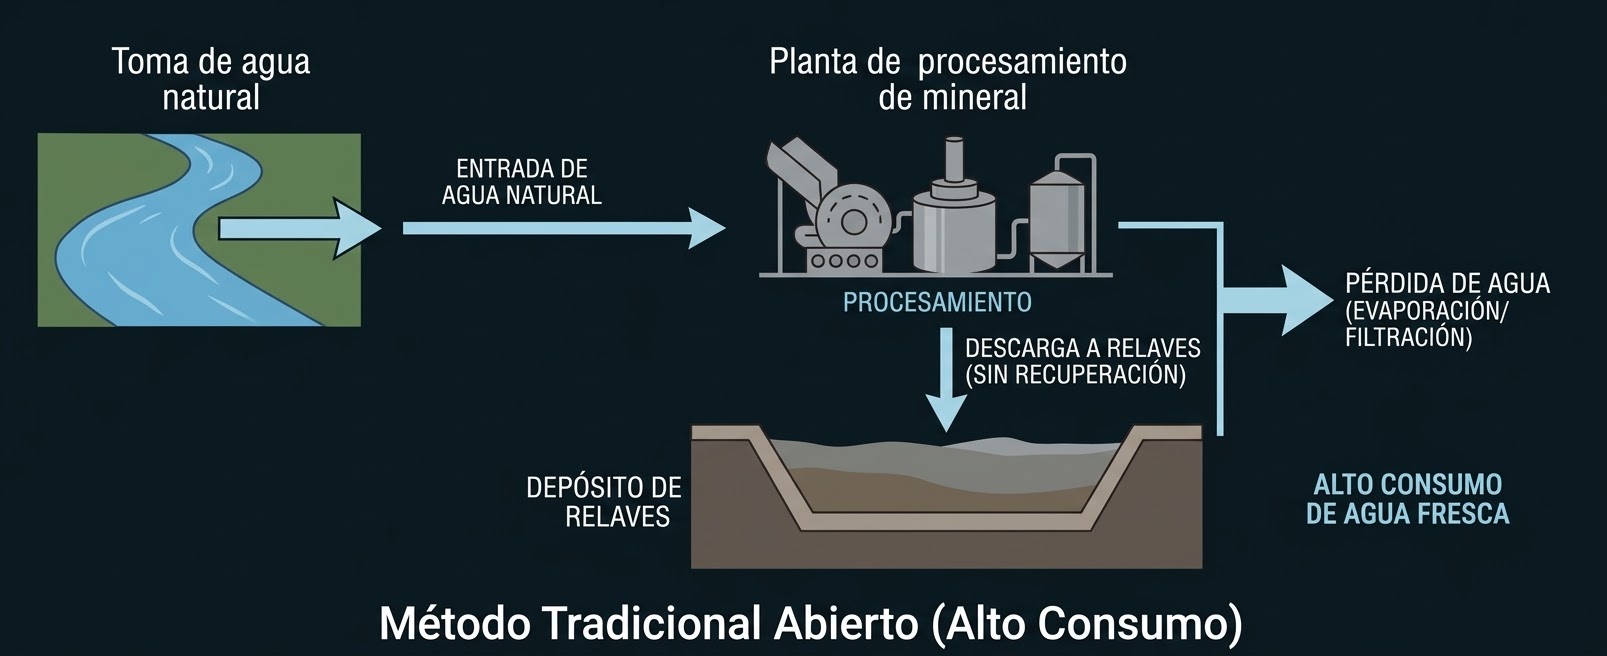 Toma de agua
natural
Planta de procesamiento
de mineral
ENTRADA DE
AGUA NATURAL
PROCESAMIENTO
DESCARGA A RELAVES
(SIN RECUPERACIÓN)
PÉRDIDA DE AGUA
(EVAPORACIÓN/
FILTRACIÓN)
DEPÓSITO DE
RELAVES
ALTO CONSUMO
DE AGUA FRESCA
Método Tradicional Abierto (Alto Consumo)